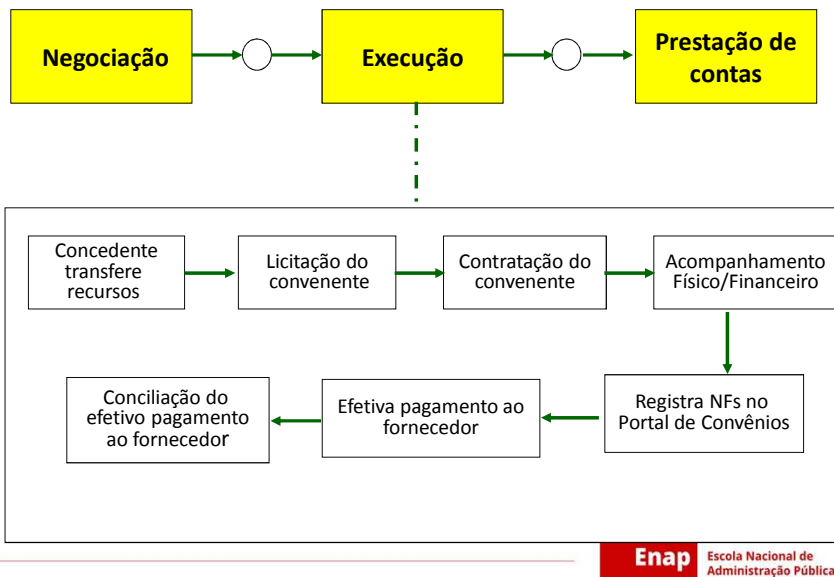 Negociação
Execução
Prestação de
contas
Concedente
transfere
recursos
Licitação do
convenente
Contratação do
convenente
Acompanhamento
Físico/Financeiro
Conciliação do
efetivo pagamento
ao fornecedor
Efetiva pagamento ao
fornecedor
Registra NFs no
Portal de Convênios
Enap
Escola Nacional de
Administração Pública